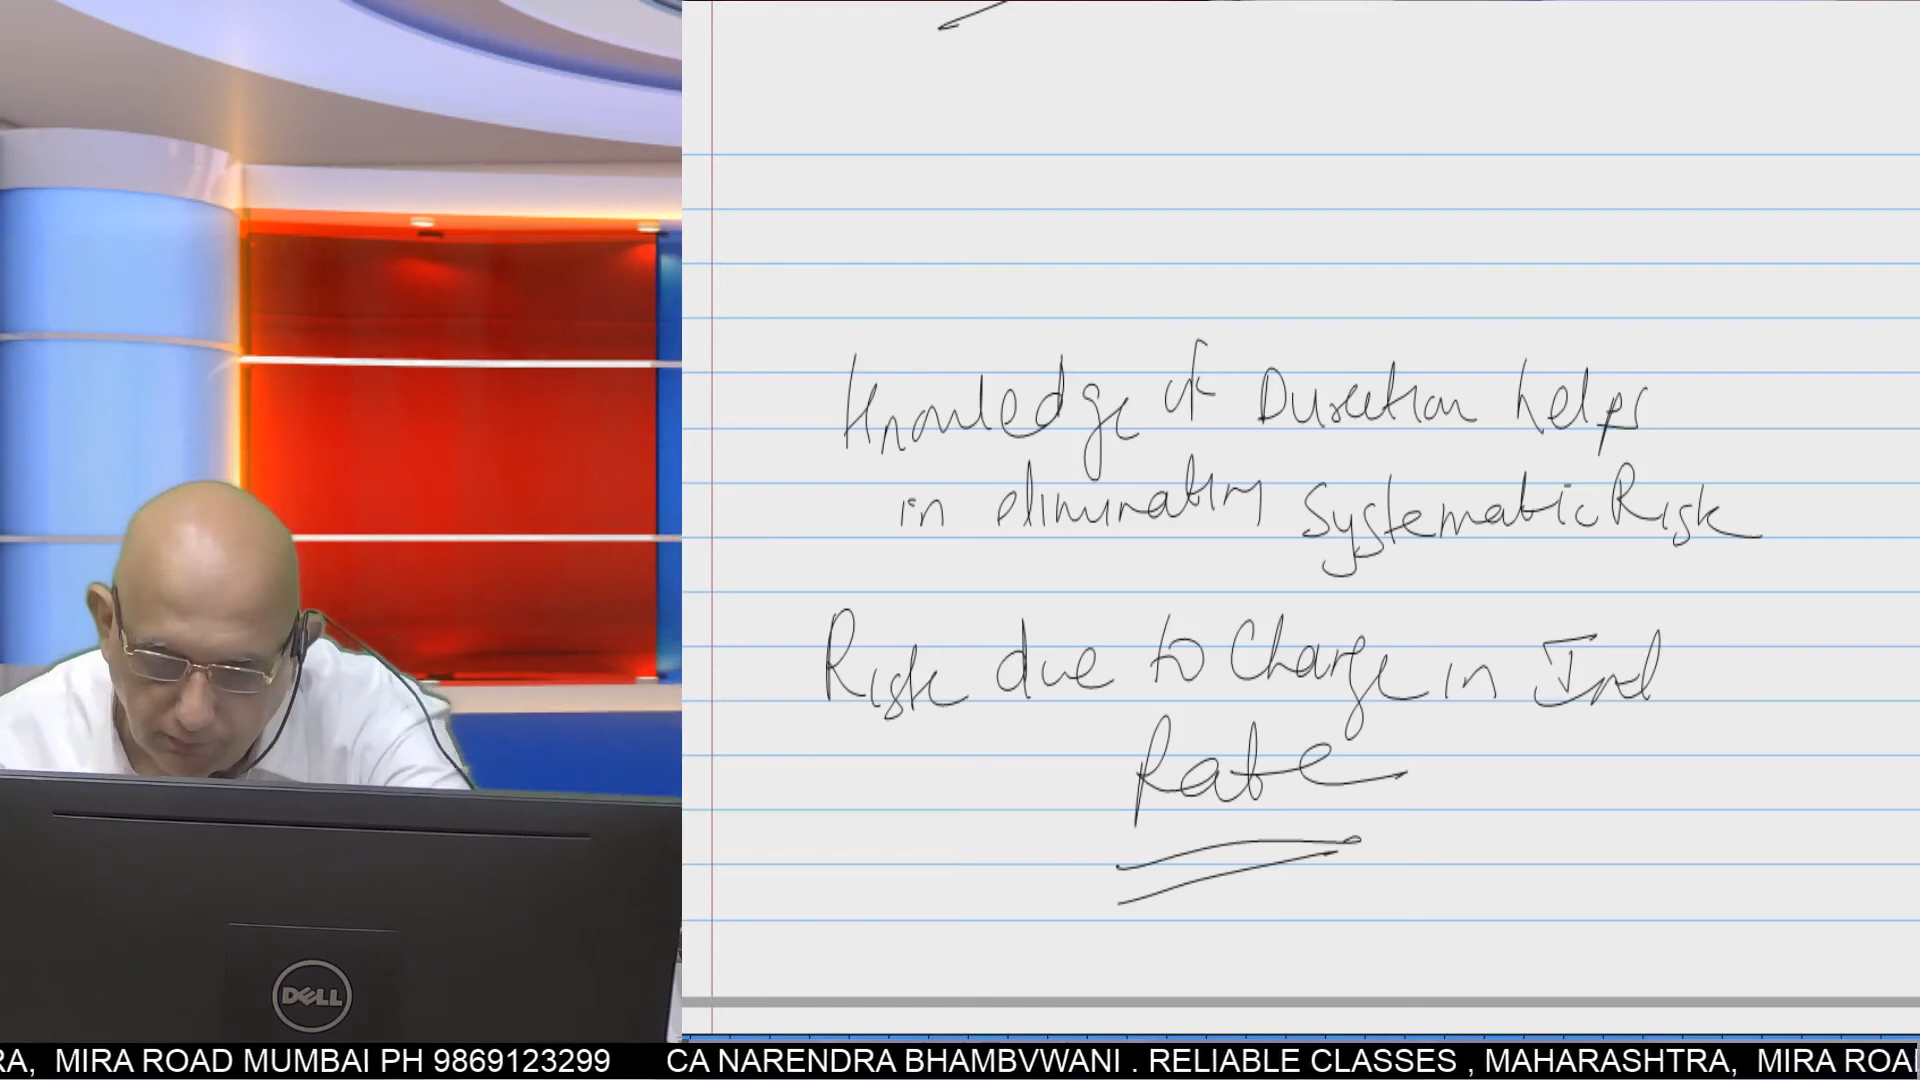 Knowledge of Duration helps
in eliminating Systematic Risk
Risk due to Change in Int
Rate
DELL
RA, MIRA ROAD MUMBAI PH 9869123299 CA NARENDRA BHAMBVWANI . RELIABLE CLASSES , MAHARASHTRA, MIRA ROA